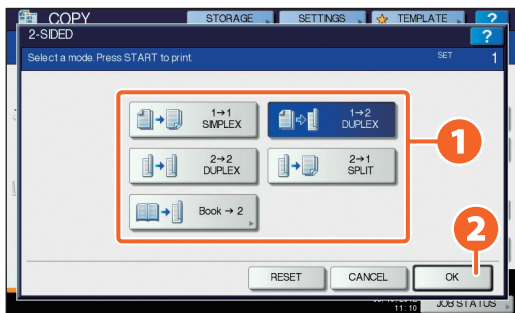 COPY
STORAGE SETTINGS TEMPLATE ?
2-SIDED ?
Select a mode. Press START to print. SET 1
1→1
SIMPLEX
1→2
DUPLEX
1
2→2
DUPLEX
2→1
SPLIT
Book → 2
2
RESET CANCEL OK
11:10 JOB STATUS